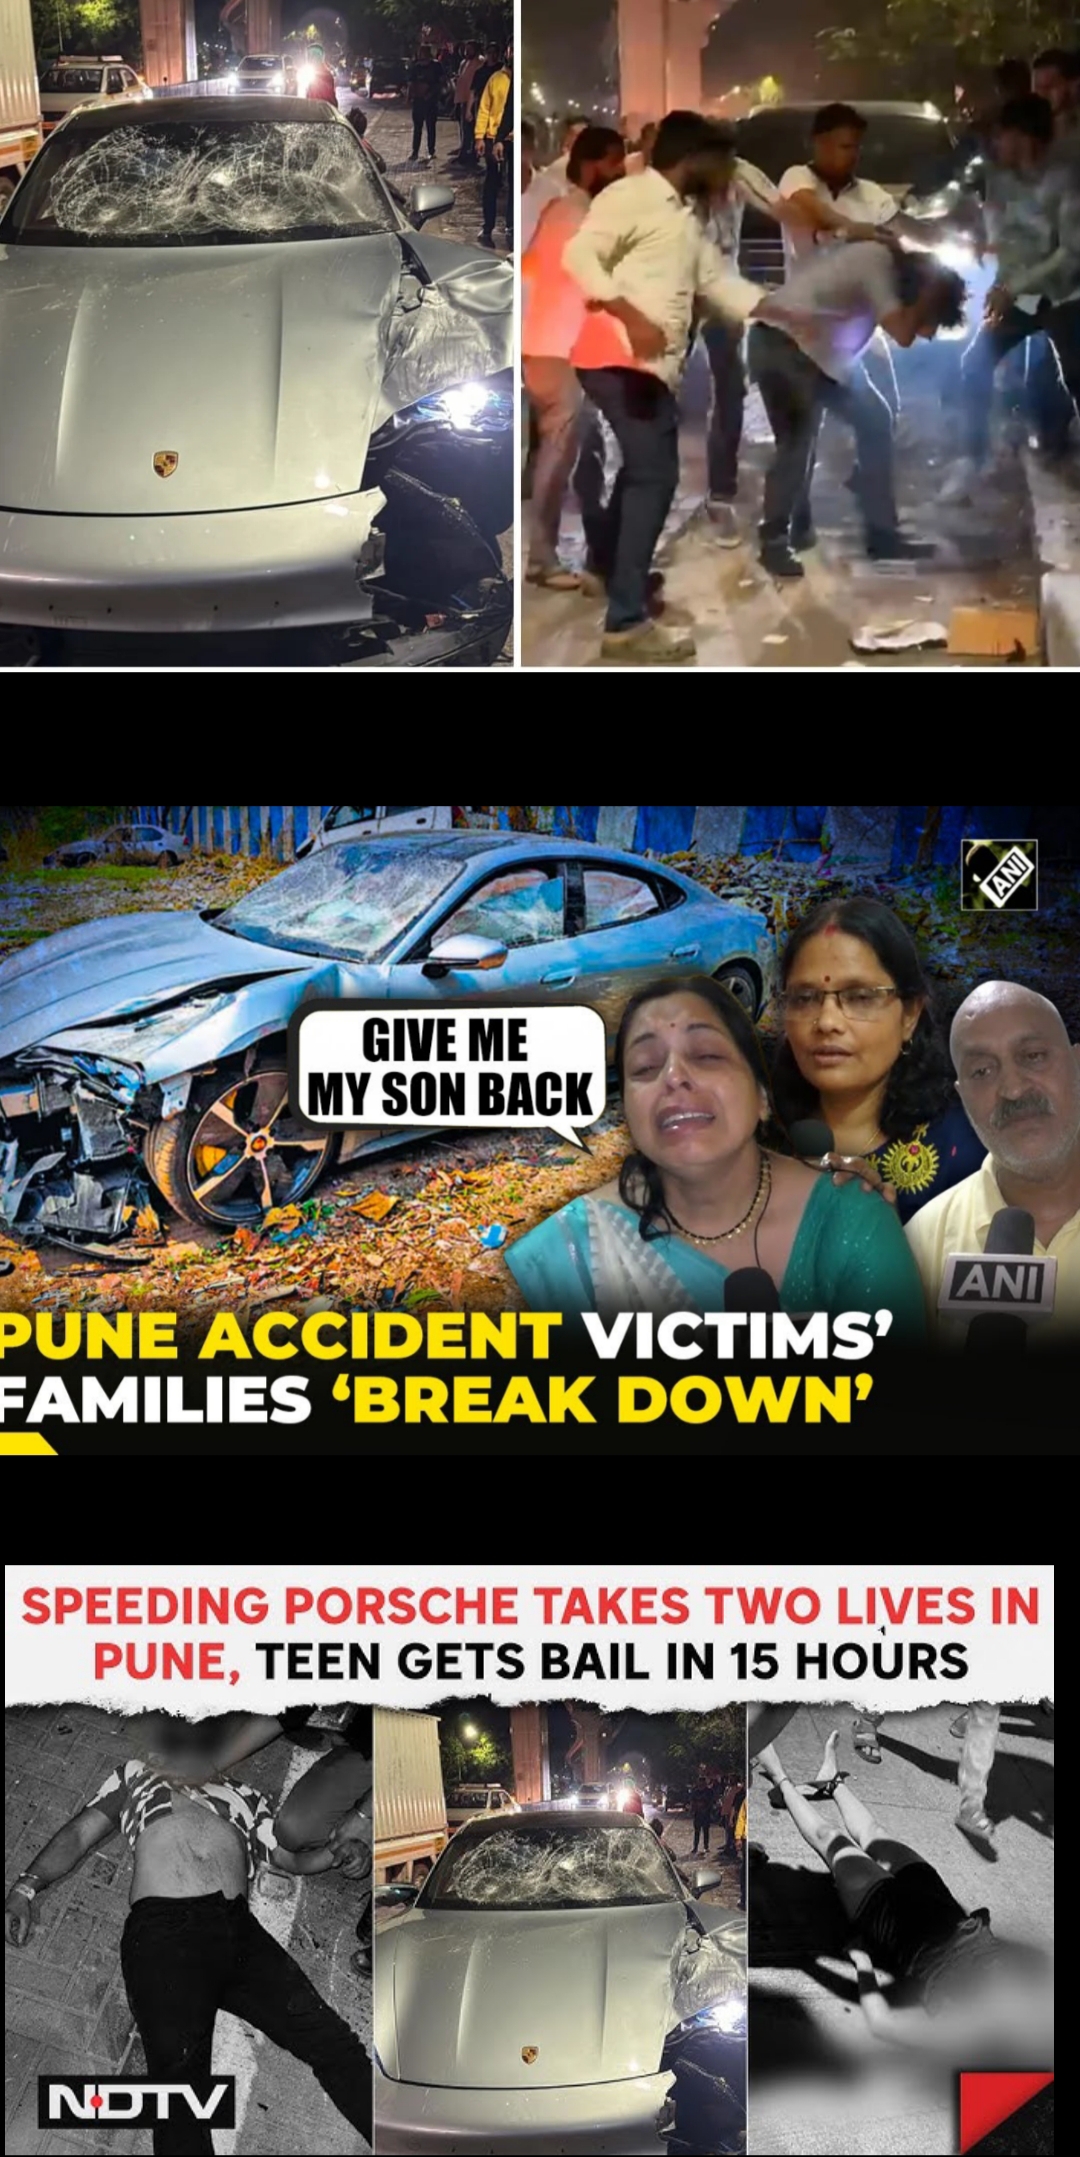 ANI
GIVE ME
MY SON BACK
ANI
PUNE ACCIDENT VICTIMS'
FAMILIES 'BREAK DOWN'
SPEEDING PORSCHE TAKES TWO LIVES IN
PUNE, TEEN GETS BAIL IN 15 HOURS
NDTV